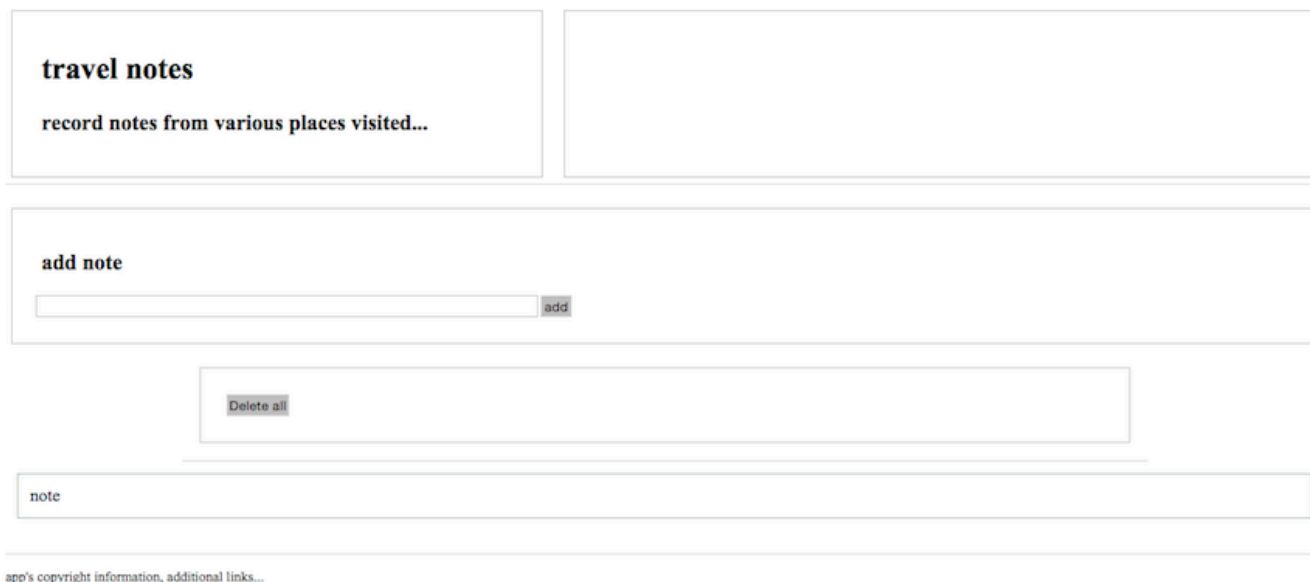 travel notes
record notes from various places visited...
add note
add
Delete all
note
app's copyright information, additional links...